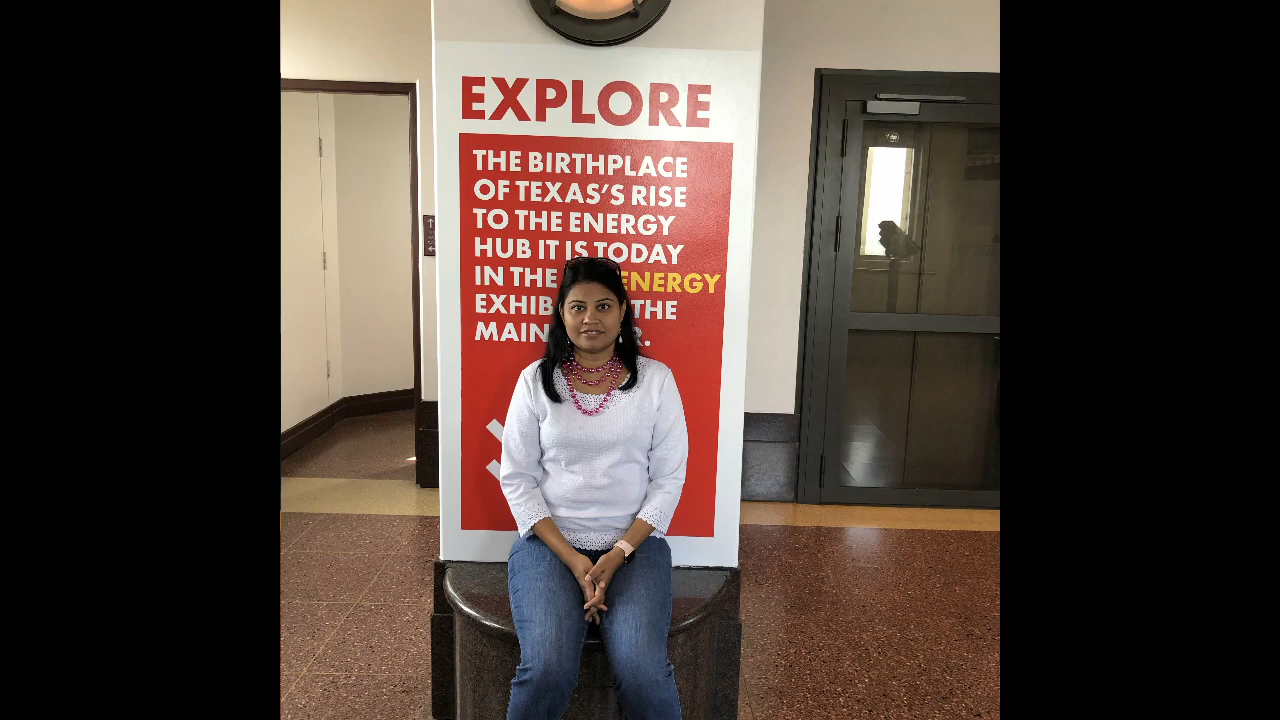 EXPLORE
THE BIRTHPLACE
OF TEXAS'S RISE
TO THE ENERGY
HUB IT IS TODAY
IN THE ENERGY
EXHIB THE
MAIN R.